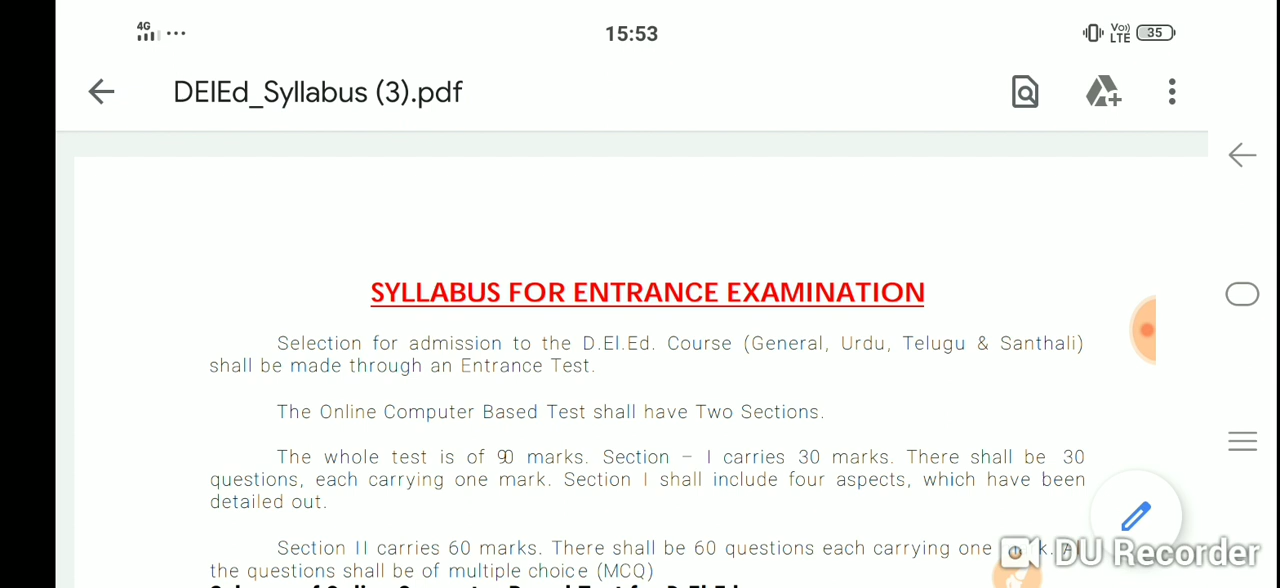 4G
15:53
Vo))
LTE
35
DElEd_Syllabus (3).pdf
SYLLABUS FOR ENTRANCE EXAMINATION
Selection for admission to the D.El.Ed. Course (General, Urdu, Telugu & Santhali)
shall be made through an Entrance Test.
The Online Computer Based Test shall have Two Sections.
The whole test is of 90 marks. Section – I carries 30 marks. There shall be 30
questions, each carrying one mark. Section I shall include four aspects, which have been
detailed out.
Section II carries 60 marks. There shall be 60 questions each carrying one
the questions shall be of multiple choice (MCQ)
DU Recorder